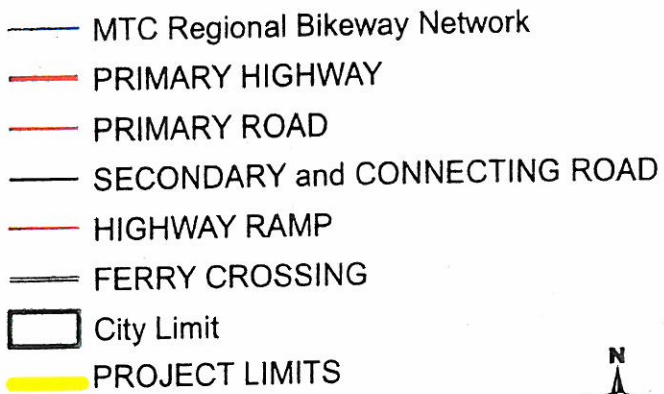 MTC Regional Bikeway Network
PRIMARY HIGHWAY
PRIMARY ROAD
SECONDARY and CONNECTING ROAD
HIGHWAY RAMP
FERRY CROSSING
City Limit
PROJECT LIMITS
N